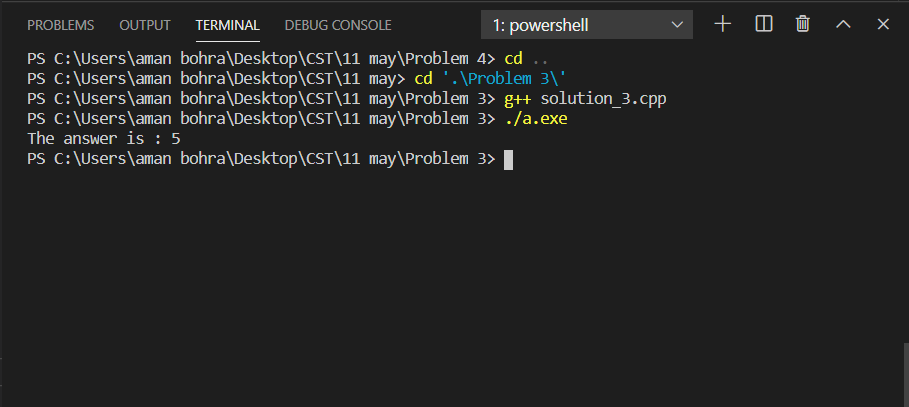 PROBLEMS OUTPUT TERMINAL DEBUG CONSOLE 1: powershell
PS C:\Users\aman bohra\Desktop\CST\11 may\Problem 4> cd ..
PS C:\Users\aman bohra\Desktop\CST\11 may> cd '.\Problem 3\'
PS C:\Users\aman bohra\Desktop\CST\11 may\Problem 3> g++ solution_3.cpp
PS C:\Users\aman bohra\Desktop\CST\11 may\Problem 3> ./a.exe
The answer is : 5
PS C:\Users\aman bohra\Desktop\CST\11 may\Problem 3>